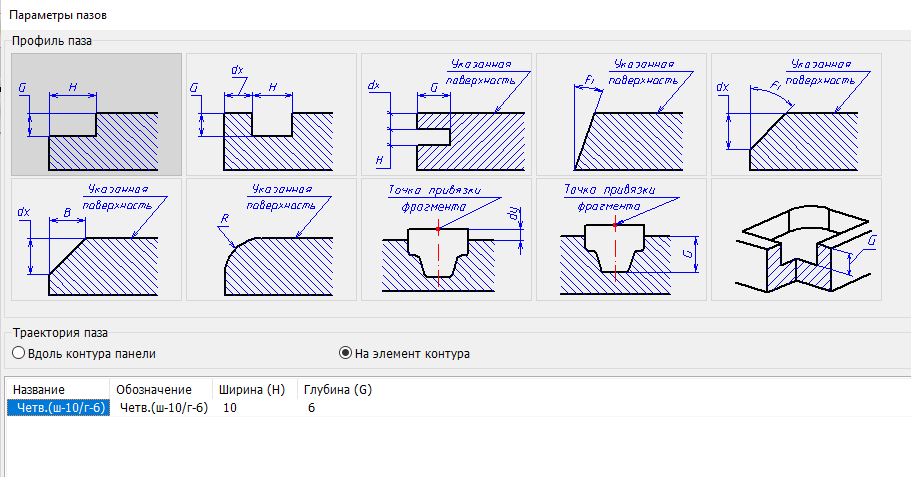 Параметры пазов
Профиль паза
G H
G dx H
dx G H Указанная поверхность
F1 Указанная поверхность
dx F1 Указанная поверхность
dx B Указанная поверхность
R Указанная поверхность
Точка привязки фрагмента dy
Точка привязки фрагмента G
G
Траектория паза
Вдоль контура панели На элемент контура
Название Обозначение Ширина (H) Глубина (G)
Четв.(ш-10/г-6) Четв.(ш-10/г-6) 10 6